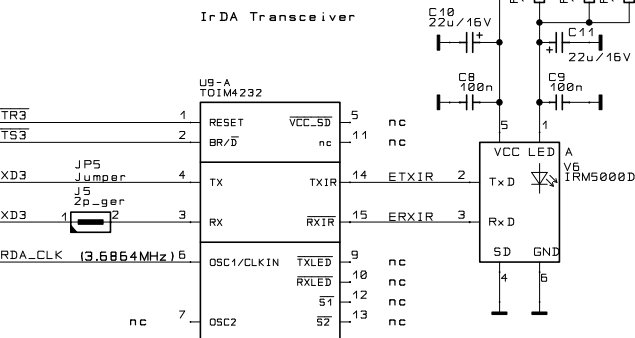 IrDA Transceiver
C10
22u/16V
+
C11
+
22u/16V
C8
100n
C9
100n
U9-A
TOIM4232
TR3
1
RESET
VCC_SD
5
nc
5
1
TS3
2
BR/D
nc
11
nc
VCC
LED
A
V6
IRM5000D
JP5
Jumper
XD3
4
TX
TXIR
14
ETXIR
2
TxD
J5
2p_ger
XD3
1
2
3
RX
RXIR
15
ERXIR
3
RxD
RDA_CLK
(3.6864MHz)
6
OSC1/CLKIN
TXLED
9
nc
SD
GND
RXLED
10
nc
4
6
S1
12
nc
nc
7
OSC2
S2
13
nc